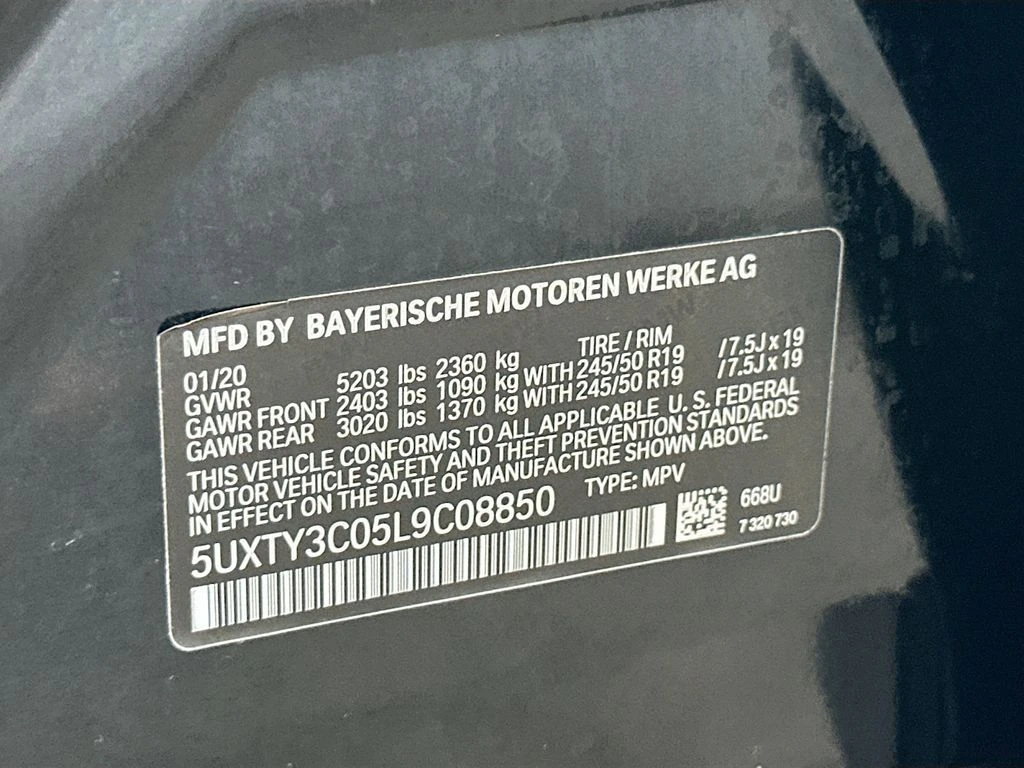 MFD BY BAYERISCHE MOTOREN WERKE AG
01/20 TIRE / RIM
GVWR 5203 lbs 2360 kg
GAWR FRONT 2403 lbs 1090 kg WITH 245/50 R19 /7.5J x 19
GAWR REAR 3020 lbs 1370 kg WITH 245/50 R19 /7.5J x 19
THIS VEHICLE CONFORMS TO ALL APPLICABLE U. S. FEDERAL
MOTOR VEHICLE SAFETY AND THEFT PREVENTION STANDARDS
IN EFFECT ON THE DATE OF MANUFACTURE SHOWN ABOVE.
5UXTY3C05L9C08850 TYPE: MPV
668U
7 320 730